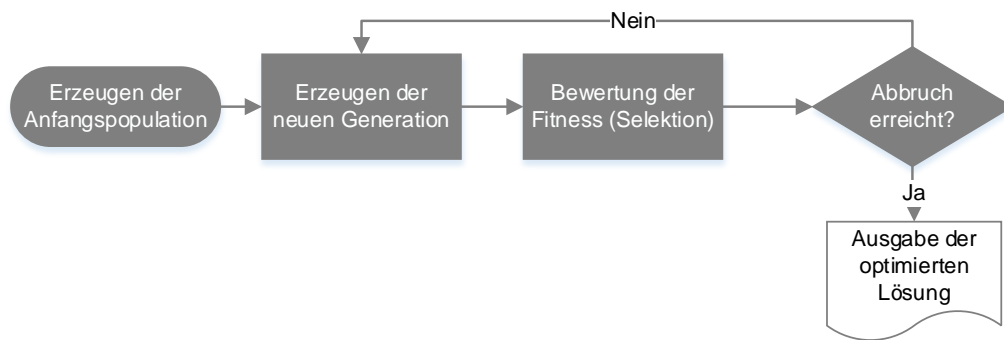 Nein
Erzeugen der
Anfangspopulation
Erzeugen der
neuen Generation
Bewertung der
Fitness (Selektion)
Abbruch
erreicht?
Ja
Ausgabe der
optimierten
Lösung